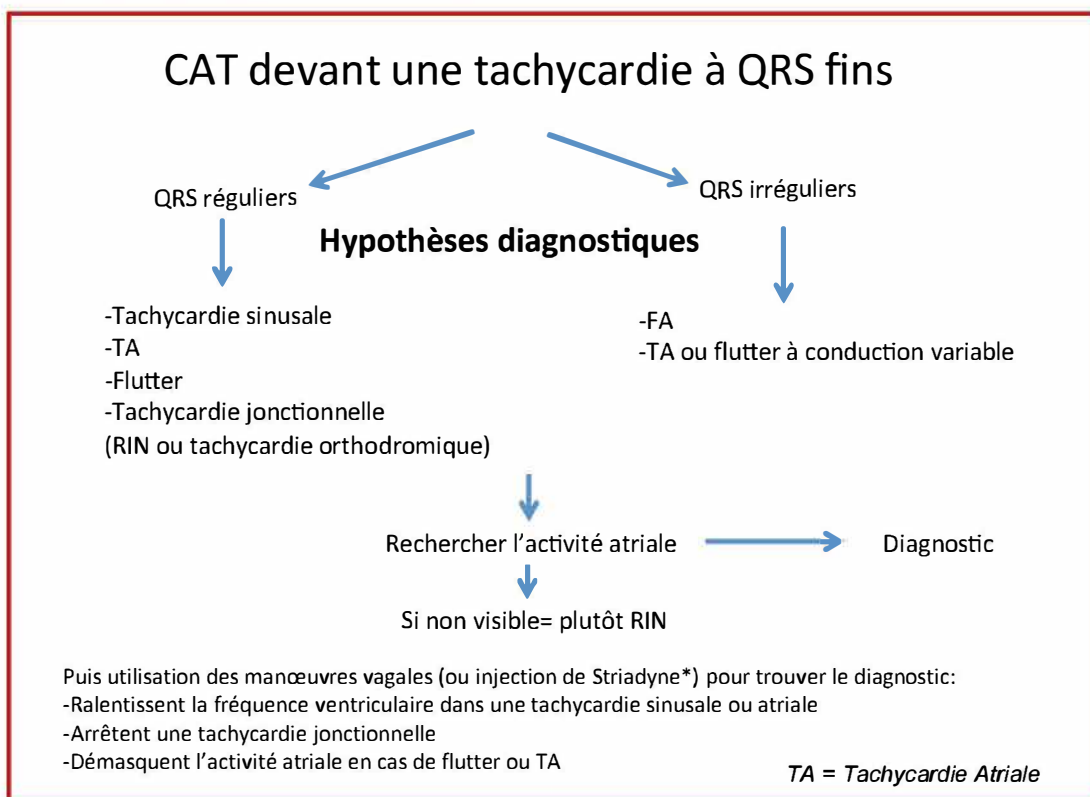 CAT devant une tachycardie à QRS fins
QRS réguliers
QRS irréguliers
Hypothèses diagnostiques
-Tachycardie sinusale
-TA
-Flutter
-Tachycardie jonctionnelle
(RIN ou tachycardie orthodromique)
-FA
-TA ou flutter à conduction variable
Rechercher l’activité atriale
Diagnostic
Si non visible= plutôt RIN
Puis utilisation des manœuvres vagales (ou injection de Striadyne*) pour trouver le diagnostic:
-Ralentissent la fréquence ventriculaire dans une tachycardie sinusale ou atriale
-Arrêtent une tachycardie jonctionnelle
-Démasquent l’activité atriale en cas de flutter ou TA
TA = Tachycardie Atriale